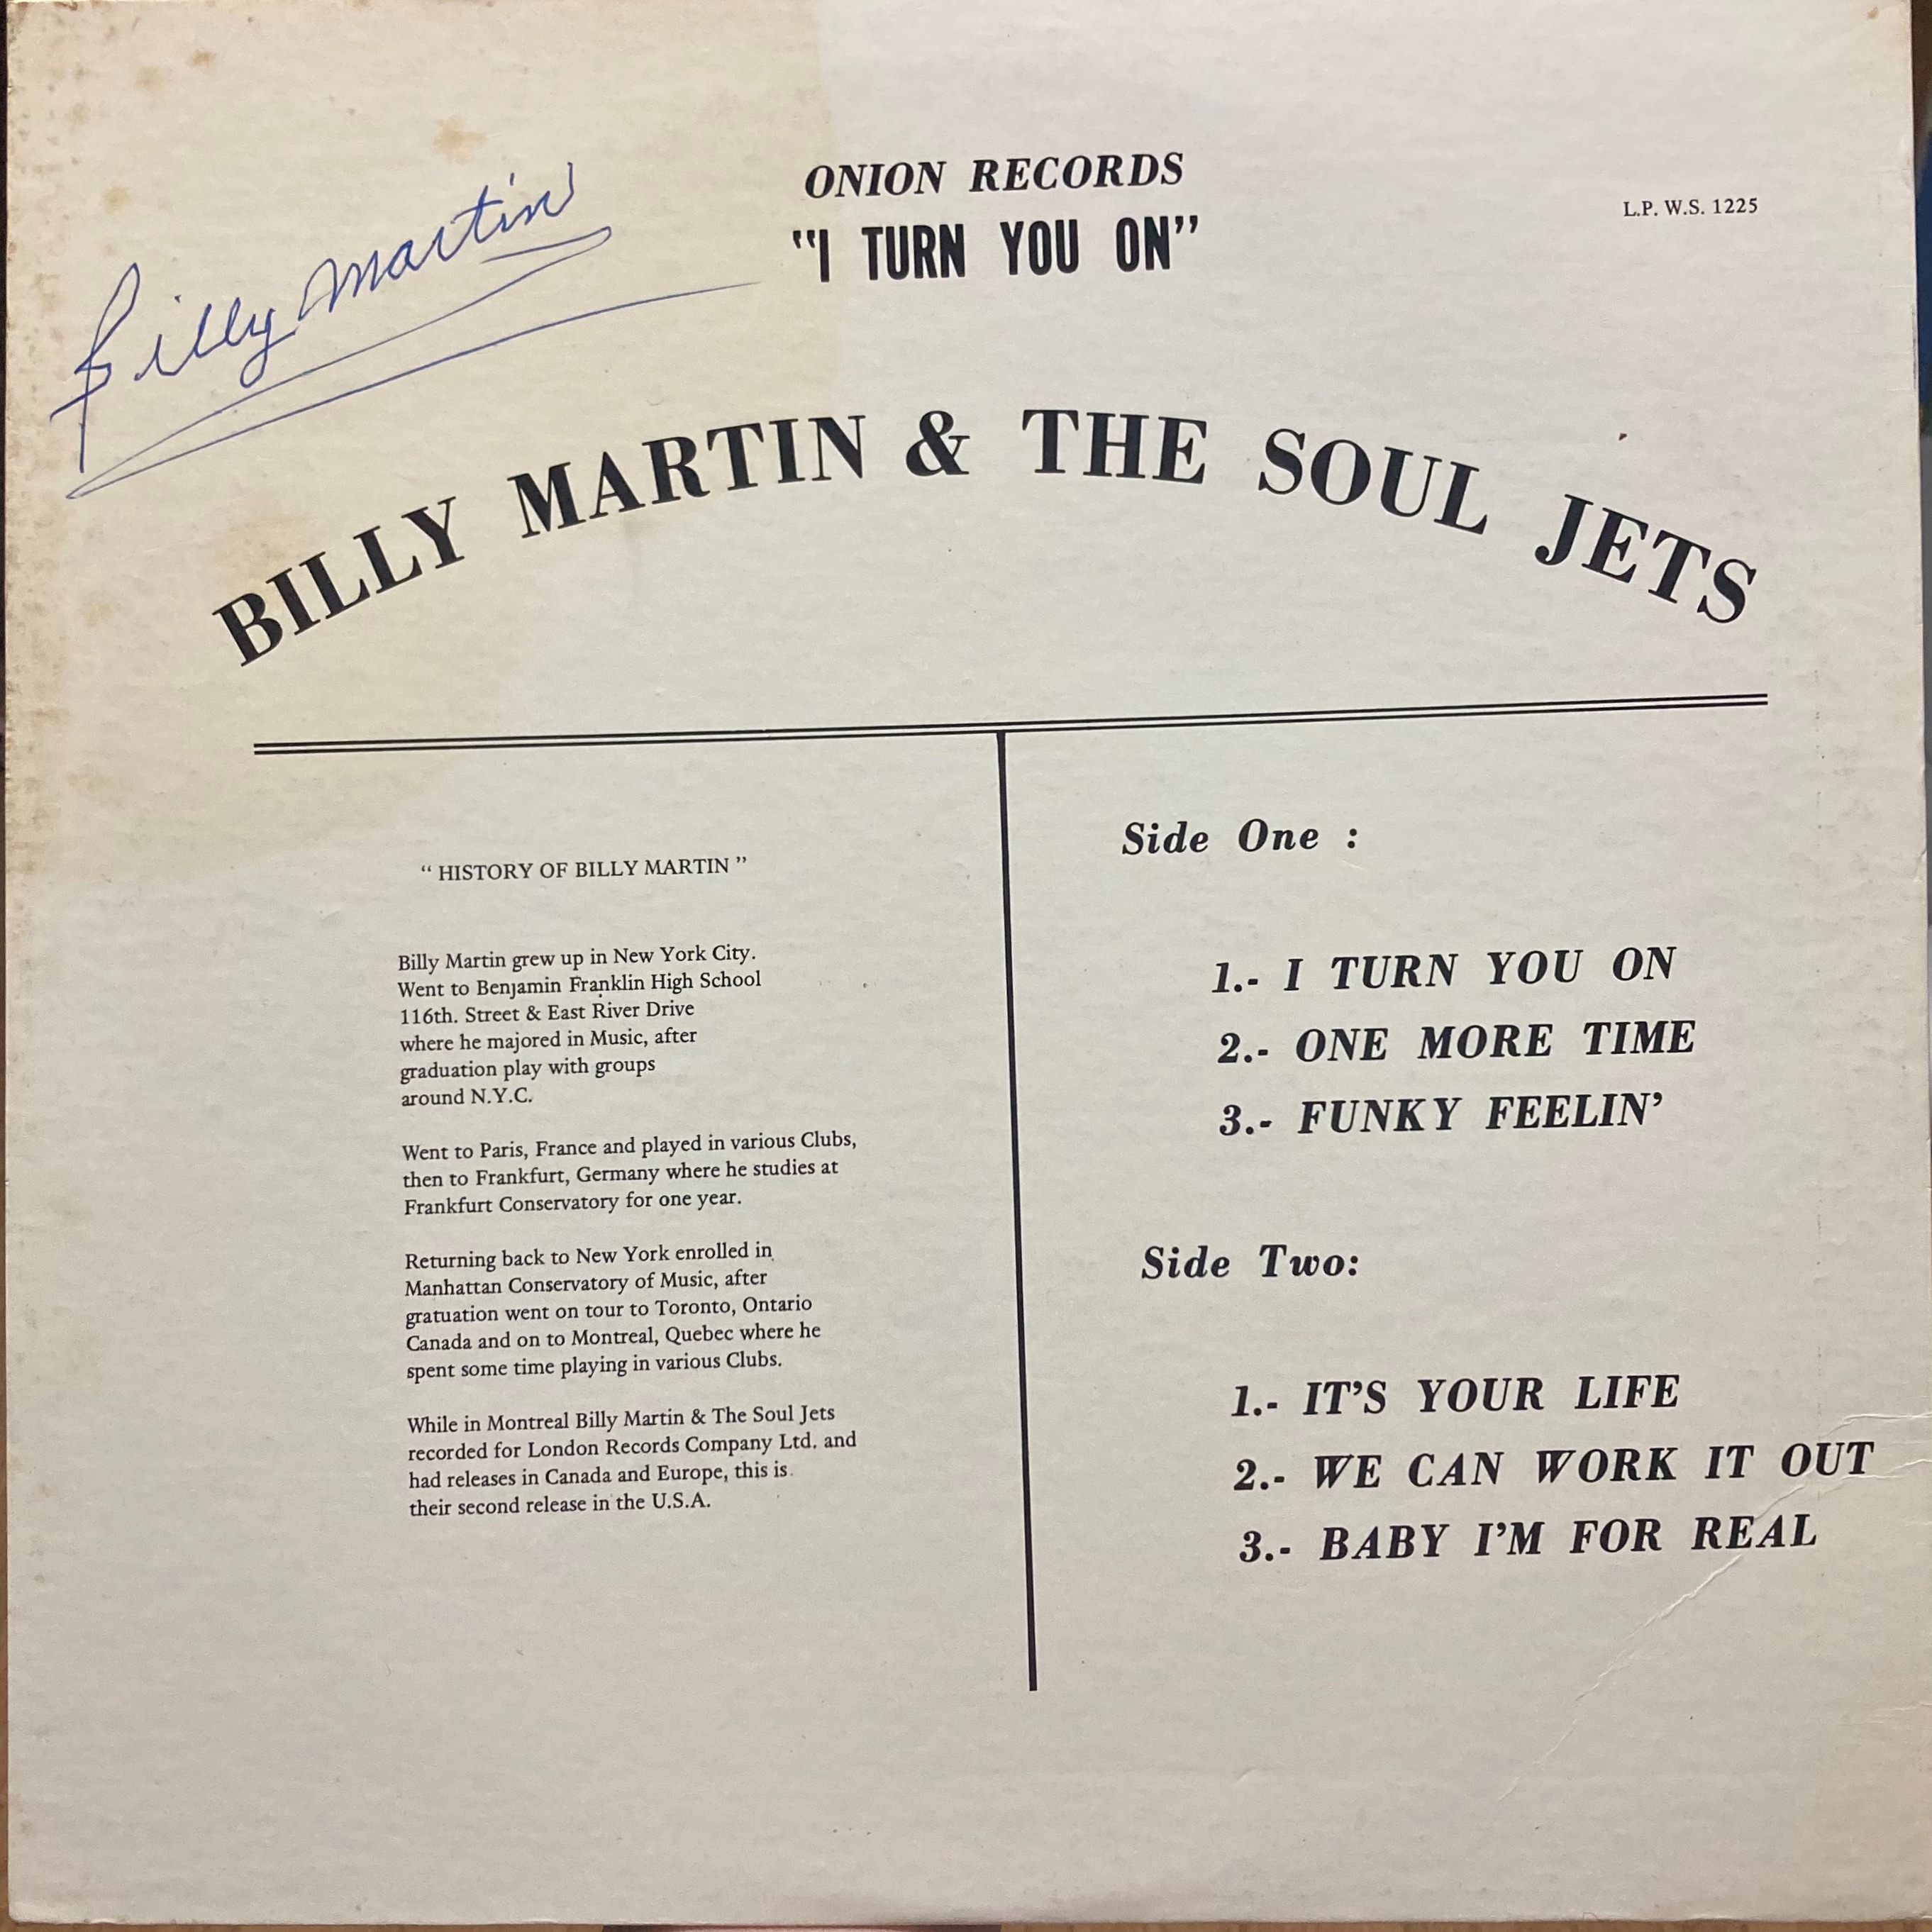 Billy Martin
ONION RECORDS
"I TURN YOU ON"
L.P. W.S. 1225
BILLY MARTIN & THE SOUL JETS
" HISTORY OF BILLY MARTIN "
Billy Martin grew up in New York City.
Went to Benjamin Franklin High School
116th. Street & East River Drive
where he majored in Music, after
graduation play with groups
around N.Y.C.
Went to Paris, France and played in various Clubs,
then to Frankfurt, Germany where he studies at
Frankfurt Conservatory for one year.
Returning back to New York enrolled in
Manhattan Conservatory of Music, after
gratuation went on tour to Toronto, Ontario
Canada and on to Montreal, Quebec where he
spent some time playing in various Clubs.
While in Montreal Billy Martin & The Soul Jets
recorded for London Records Company Ltd. and
had releases in Canada and Europe, this is
their second release in the U.S.A.
Side One :
1.- I TURN YOU ON
2.- ONE MORE TIME
3.- FUNKY FEELIN'
Side Two:
1.- IT'S YOUR LIFE
2.- WE CAN WORK IT OUT
3.- BABY I'M FOR REAL